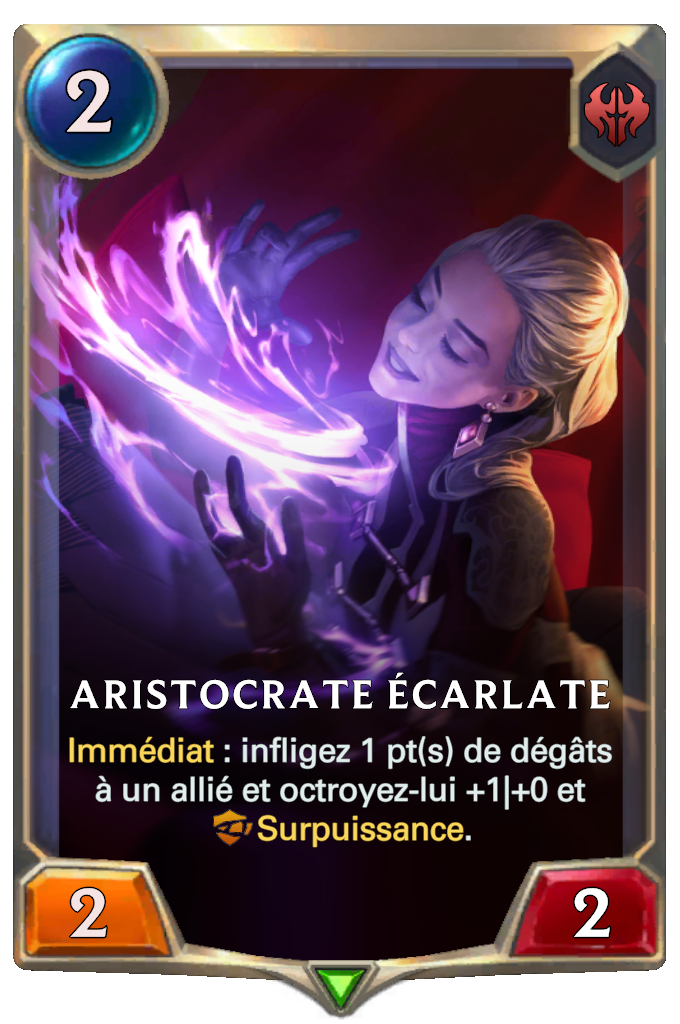 2
ARISTOCRATE ÉCARLATE
Immédiat : infligez 1 pt(s) de dégâts
à un allié et octroyez-lui +1|+0 et
Surpuissance.
2
2